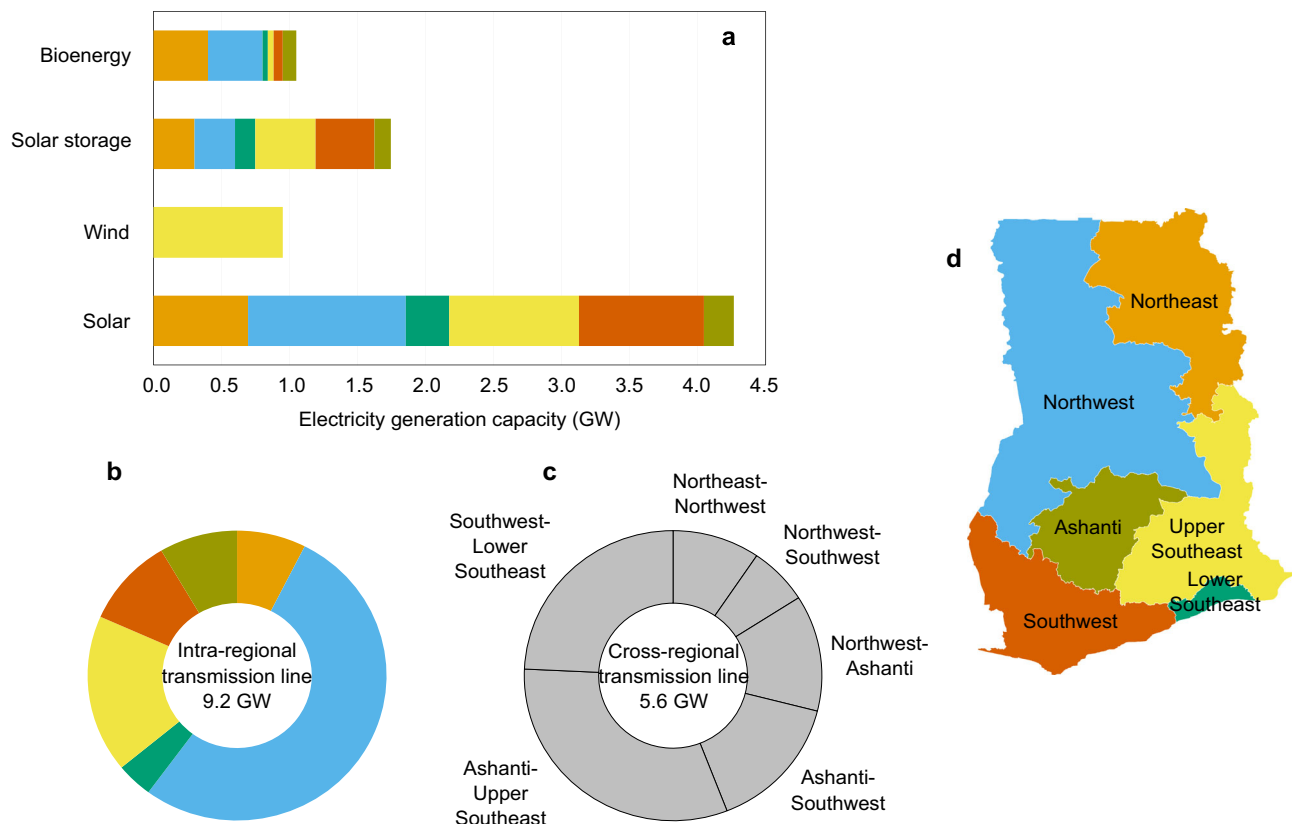 a
Bioenergy
Solar storage
Wind
Solar
0.0 0.5 1.0 1.5 2.0 2.5 3.0 3.5 4.0 4.5
Electricity generation capacity (GW)
b
Intra-regional
transmission line
9.2 GW
c
Northeast-
Northwest
Northwest-
Southwest
Northwest-
Ashanti
Ashanti-
Southwest
Ashanti-
Upper
Southeast
Southwest-
Lower
Southeast
Cross-regional
transmission line
5.6 GW
d
Northeast
Northwest
Ashanti
Upper
Southeast
Lower
Southeast
Southwest